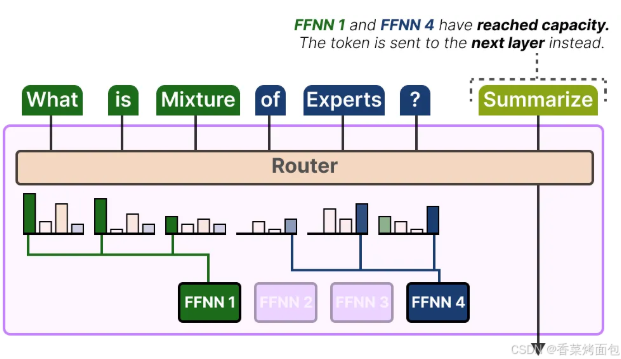 FFNN 1 and FFNN 4 have reached capacity.
The token is sent to the next layer instead.
What is Mixture of Experts ? Summarize
Router
FFNN 1 FFNN 2 FFNN 3 FFNN 4
CSDN @香菜烤面包